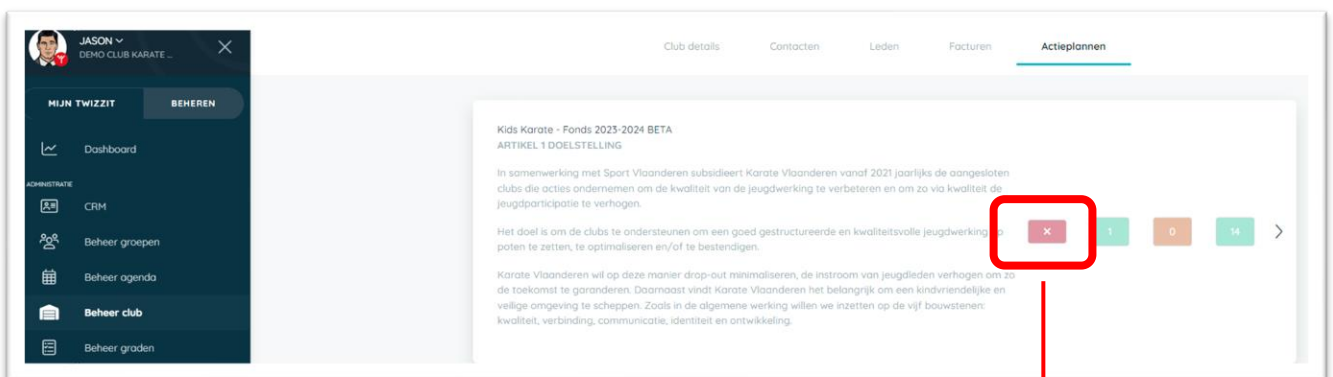 JASON
DEMO CLUB KARATE ...
Club details
Contacten
Leden
Facturen
Actieplannen
MIJN TWIZZIT
BEHEREN
Dashboard
ADMINISTRATIE
CRM
Beheer groepen
Beheer agenda
Beheer club
Beheer graden
Kids Karate - Fonds 2023-2024 BETA
ARTIKEL 1 DOELSTELLING
In samenwerking met Sport Vlaanderen subsidieert Karate Vlaanderen vanaf 2021 jaarlijks de aangesloten
clubs die acties ondernemen om de kwaliteit van de jeugdwerking te verbeteren en om zo via kwaliteit de
jeugdparticipatie te verhogen.
Het doel is om de clubs te ondersteunen om een goed gestructureerde en kwaliteitsvolle jeugdwerking
poten te zetten, te optimaliseren en/of te bestendigen.
Karate Vlaanderen wil op deze manier drop-out minimaliseren, de instroom van jeugdleden verhogen om zo
de toekomst te garanderen. Daarnaast vindt Karate Vlaanderen het belangrijk om een kindvriendelijke en
veilige omgeving te scheppen. Zoals in de algemene werking willen we inzetten op de vijf bouwstenen:
kwaliteit, verbinding, communicatie, identiteit en ontwikkeling.
1
0
14